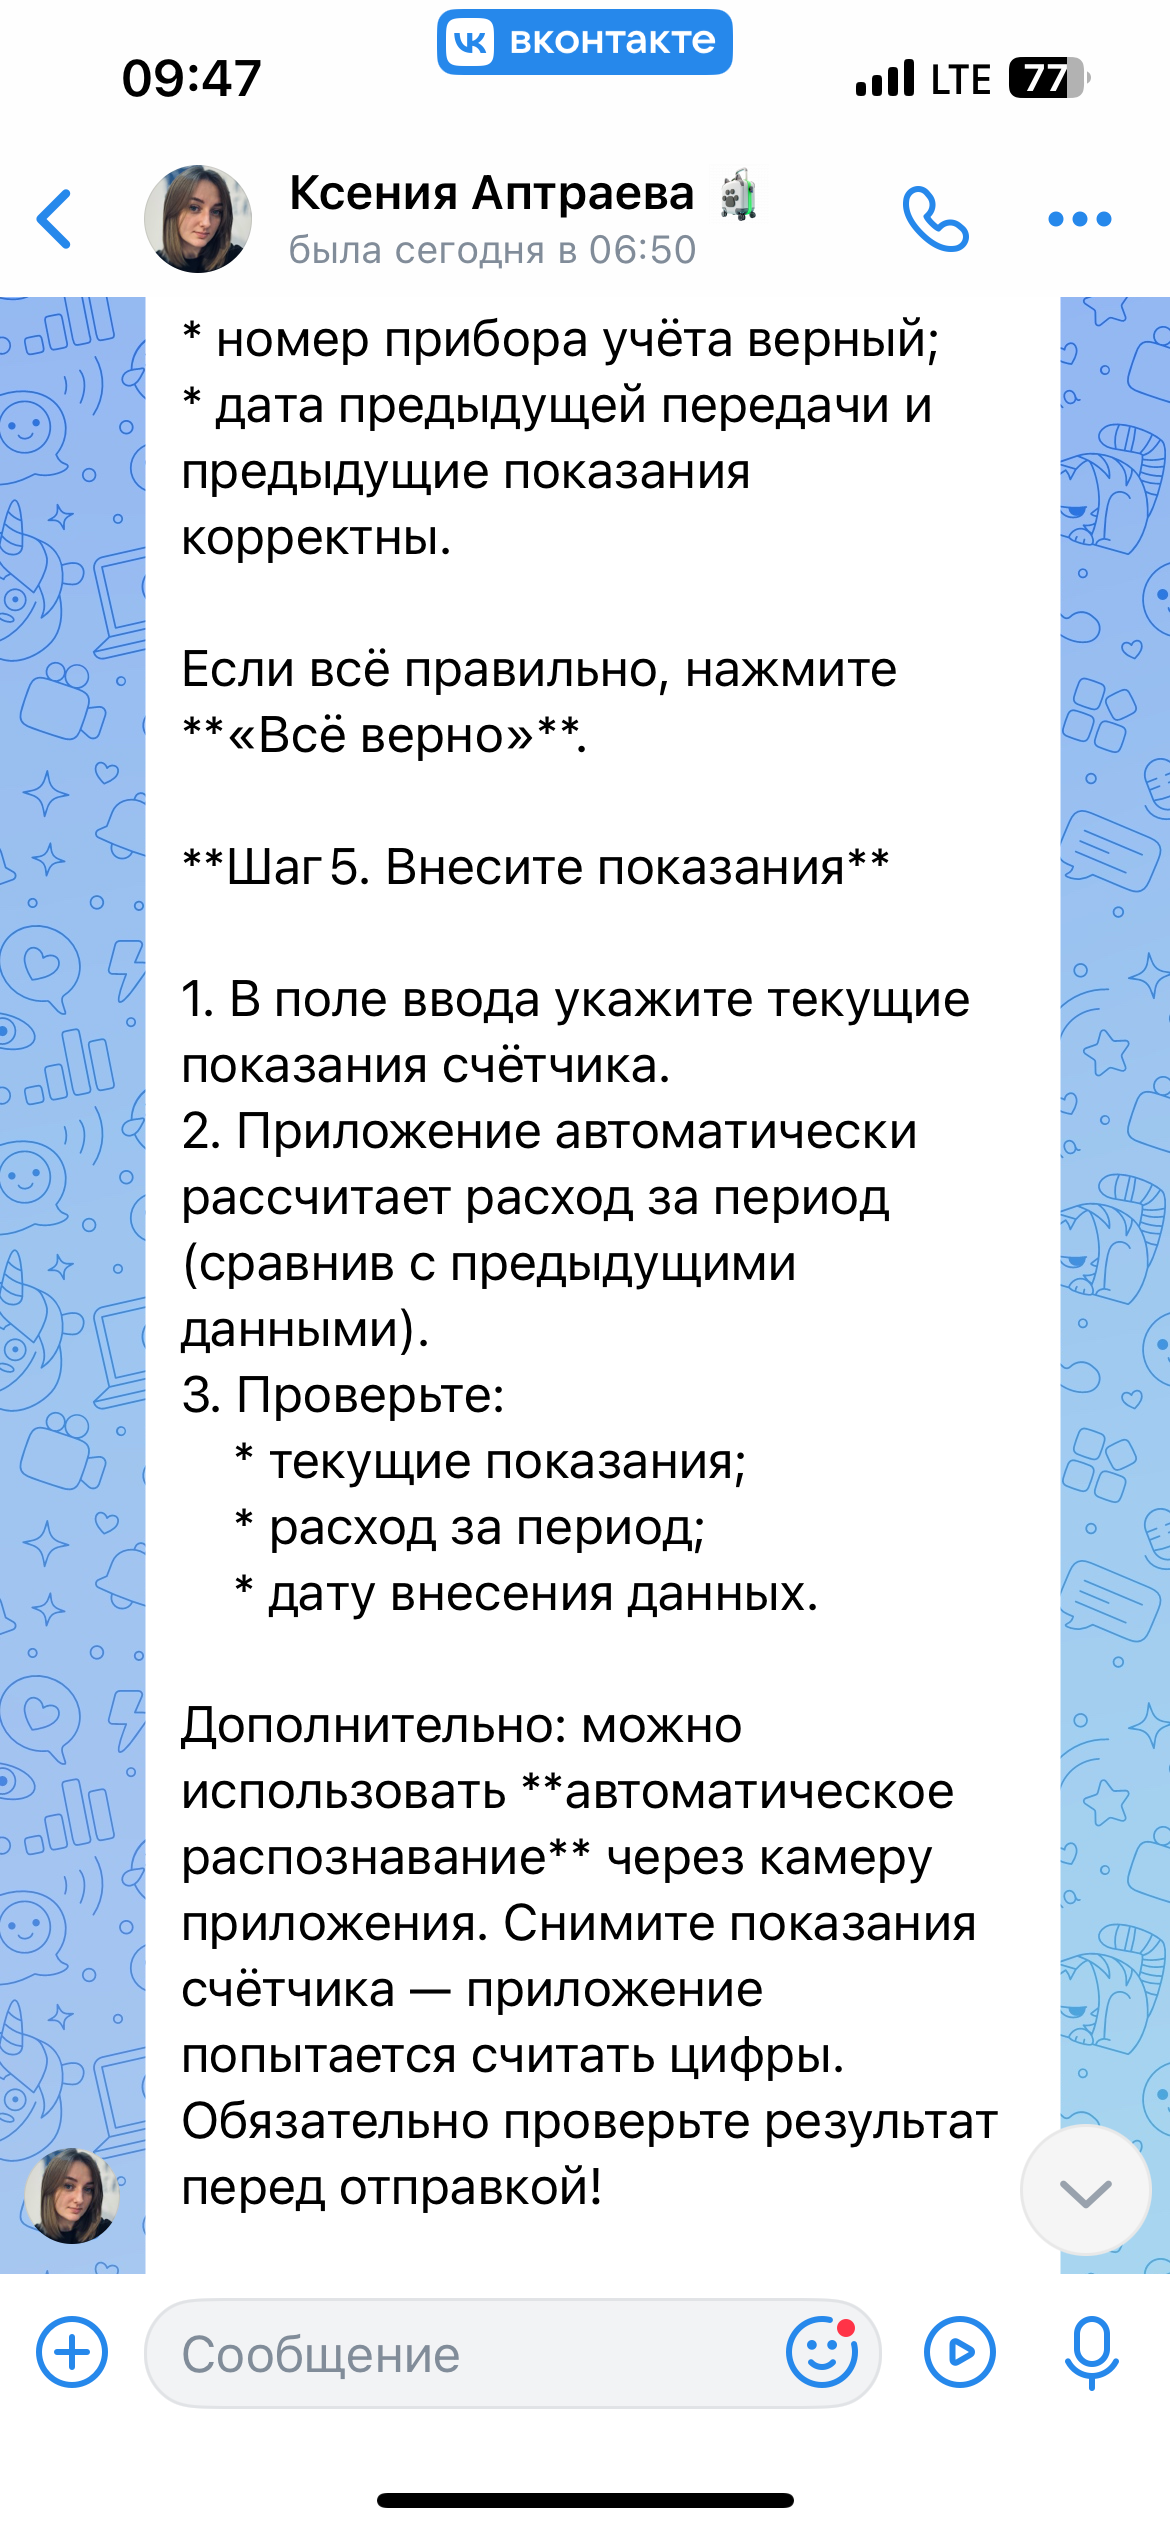 вконтакте
09:47
LTE
77
Ксения Аптраева
была сегодня в 06:50
* номер прибора учёта верный;
* дата предыдущей передачи и
предыдущие показания
корректны.
Если всё правильно, нажмите
**«Всё верно»**.
**Шаг 5. Внесите показания**
1. В поле ввода укажите текущие
показания счётчика.
2. Приложение автоматически
рассчитает расход за период
(сравнив с предыдущими
данными).
3. Проверьте:
* текущие показания;
* расход за период;
* дату внесения данных.
Дополнительно: можно
использовать **автоматическое
распознавание** через камеру
приложения. Снимите показания
счётчика — приложение
попытается считать цифры.
Обязательно проверьте результат
перед отправкой!
Сообщение